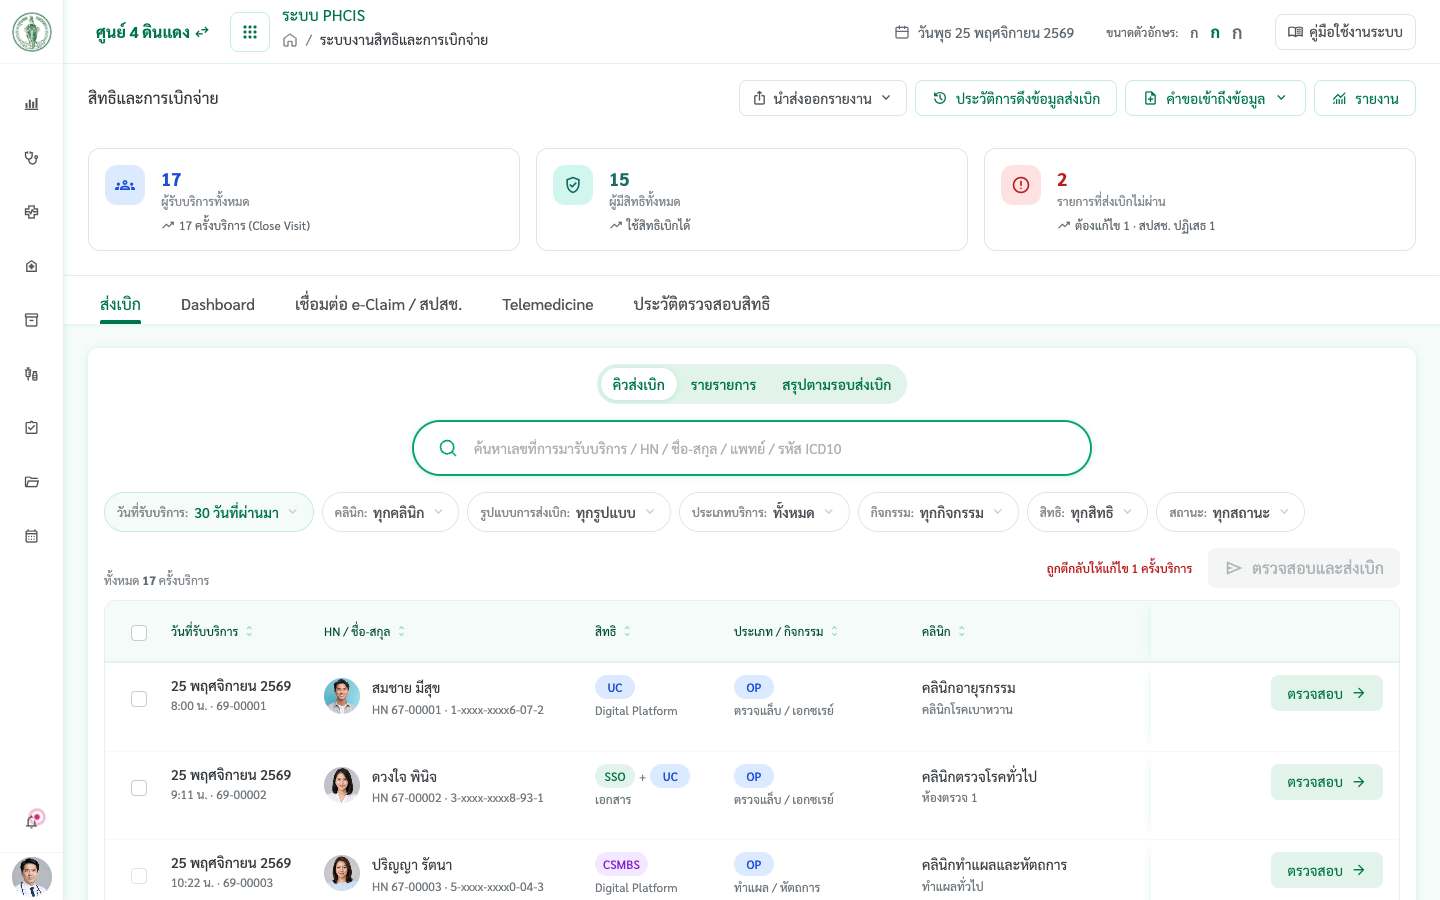 ศูนย์ 4 ดินแดง
ระบบ PHCIS
/ ระบบงานสิทธิและการเบิกจ่าย
วันพุธ 25 พฤศจิกายน 2569
ขนาดตัวอักษร: ก ก ก
คู่มือใช้งานระบบ
สิทธิและการเบิกจ่าย
นำส่งออกรายงาน
ประวัติการดึงข้อมูลส่งเบิก
คำขอเข้าถึงข้อมูล
รายงาน
17
ผู้รับบริการทั้งหมด
17 ครั้งบริการ (Close Visit)
15
ผู้มีสิทธิทั้งหมด
ใช้สิทธิเบิกได้
2
รายการที่ส่งเบิกไม่ผ่าน
ต้องแก้ไข 1 · สปสช. ปฏิเสธ 1
ส่งเบิก
Dashboard
เชื่อมต่อ e-Claim / สปสช.
Telemedicine
ประวัติตรวจสอบสิทธิ
คิวส่งเบิก
รายรายการ
สรุปตามรอบส่งเบิก
ค้นหาเลขที่การมารับบริการ / HN / ชื่อ-สกุล / แพทย์ / รหัส ICD10
วันที่รับบริการ: 30 วันที่ผ่านมา
คลินิก: ทุกคลินิก
รูปแบบการส่งเบิก: ทุกรูปแบบ
ประเภทบริการ: ทั้งหมด
กิจกรรม: ทุกกิจกรรม
สิทธิ: ทุกสิทธิ
สถานะ: ทุกสถานะ
ทั้งหมด 17 ครั้งบริการ
ถูกตีกลับให้แก้ไข 1 ครั้งบริการ
ตรวจสอบและส่งเบิก
วันที่รับบริการ
HN / ชื่อ-สกุล
สิทธิ
ประเภท / กิจกรรม
คลินิก
25 พฤศจิกายน 2569
8:00 น. · 69-00001
สมชาย มีสุข
HN 67-00001 · 1-xxxx-xxxx6-07-2
UC
Digital Platform
OP
ตรวจแล็บ / เอกซเรย์
คลินิกอายุรกรรม
คลินิกโรคเบาหวาน
ตรวจสอบ
25 พฤศจิกายน 2569
9:11 น. · 69-00002
ดวงใจ พินิจ
HN 67-00002 · 3-xxxx-xxxx8-93-1
SSO + UC
เอกสาร
OP
ตรวจแล็บ / เอกซเรย์
คลินิกตรวจโรคทั่วไป
ห้องตรวจ 1
ตรวจสอบ
25 พฤศจิกายน 2569
10:22 น. · 69-00003
ปริญญา รัตนา
HN 67-00003 · 5-xxxx-xxxx0-04-3
CSMBS
Digital Platform
OP
ทำแผล / หัตถการ
คลินิกทำแผลและหัตถการ
ทำแผลทั่วไป
ตรวจสอบ